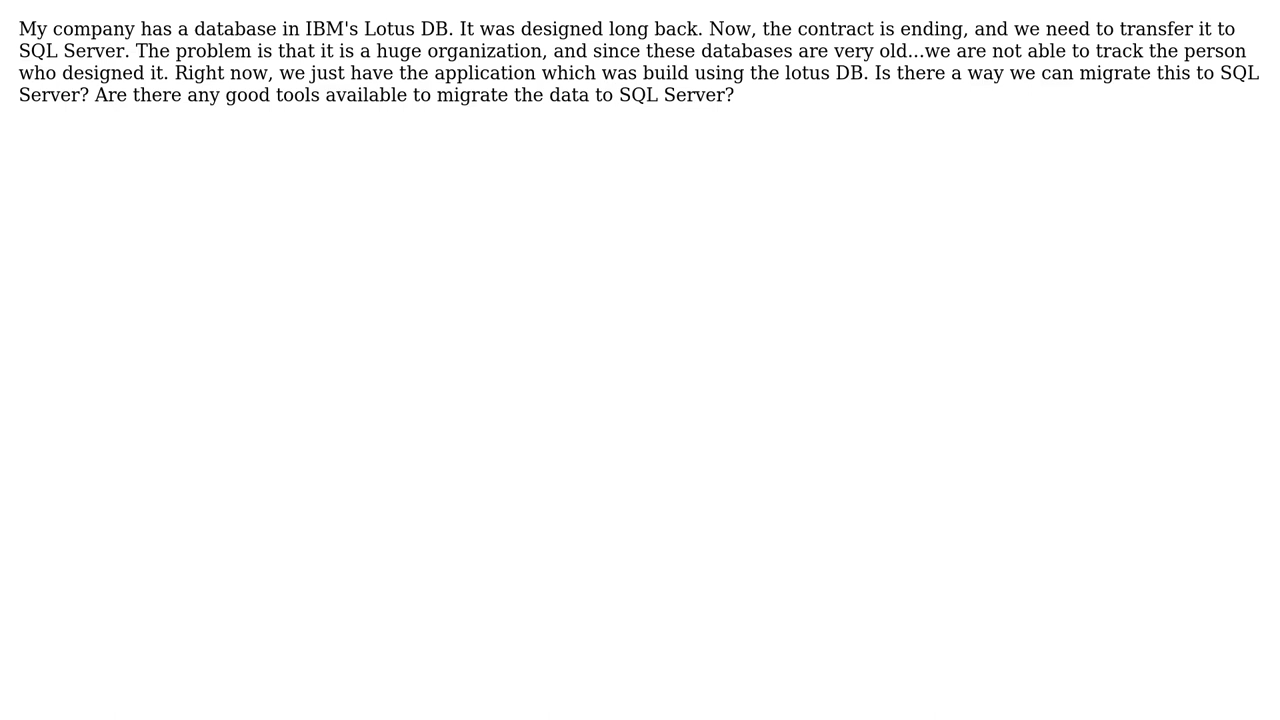 My company has a database in IBM's Lotus DB. It was designed long back. Now, the contract is ending, and we need to transfer it to
SQL Server. The problem is that it is a huge organization, and since these databases are very old...we are not able to track the person
who designed it. Right now, we just have the application which was build using the lotus DB. Is there a way we can migrate this to SQL
Server? Are there any good tools available to migrate the data to SQL Server?